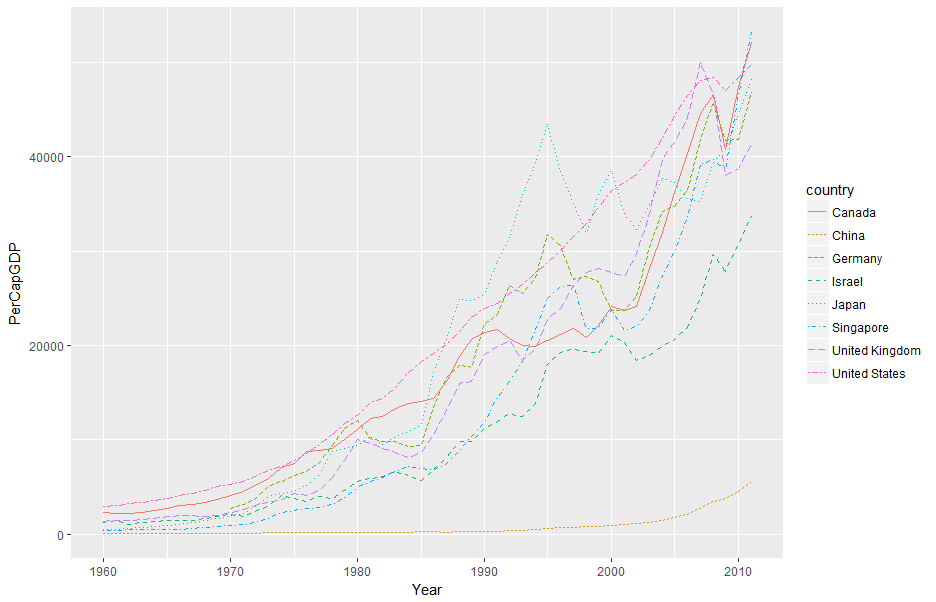 PerCapGDP
40000
20000
0
1960 1970 1980 1990 2000 2010
Year
country
Canada
China
Germany
Israel
Japan
Singapore
United Kingdom
United States